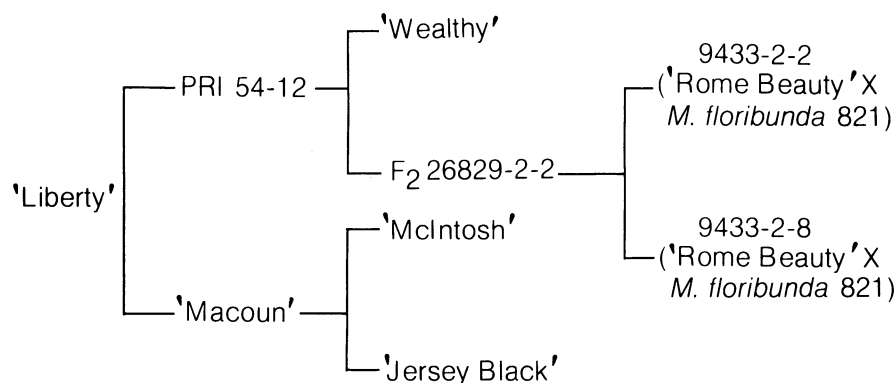 'Wealthy'
9433-2-2
PRI 54-12
('Rome Beauty' X
M. floribunda 821)
F2 26829-2-2
'Liberty'
'McIntosh'
9433-2-8
('Rome Beauty' X
M. floribunda 821)
'Macoun'
'Jersey Black'